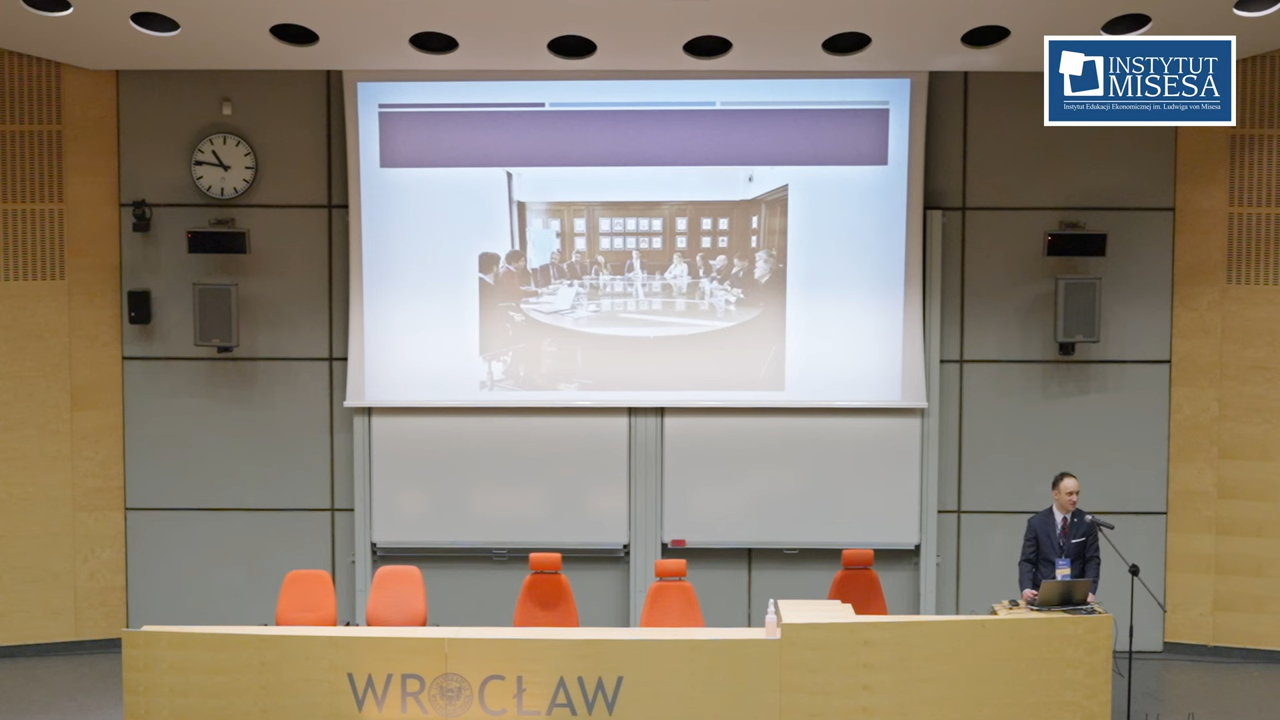 INSTYTUT
MISESA
Instytut Edukacji Ekonomicznej im. Ludwiga von Misesa
WROCŁAW